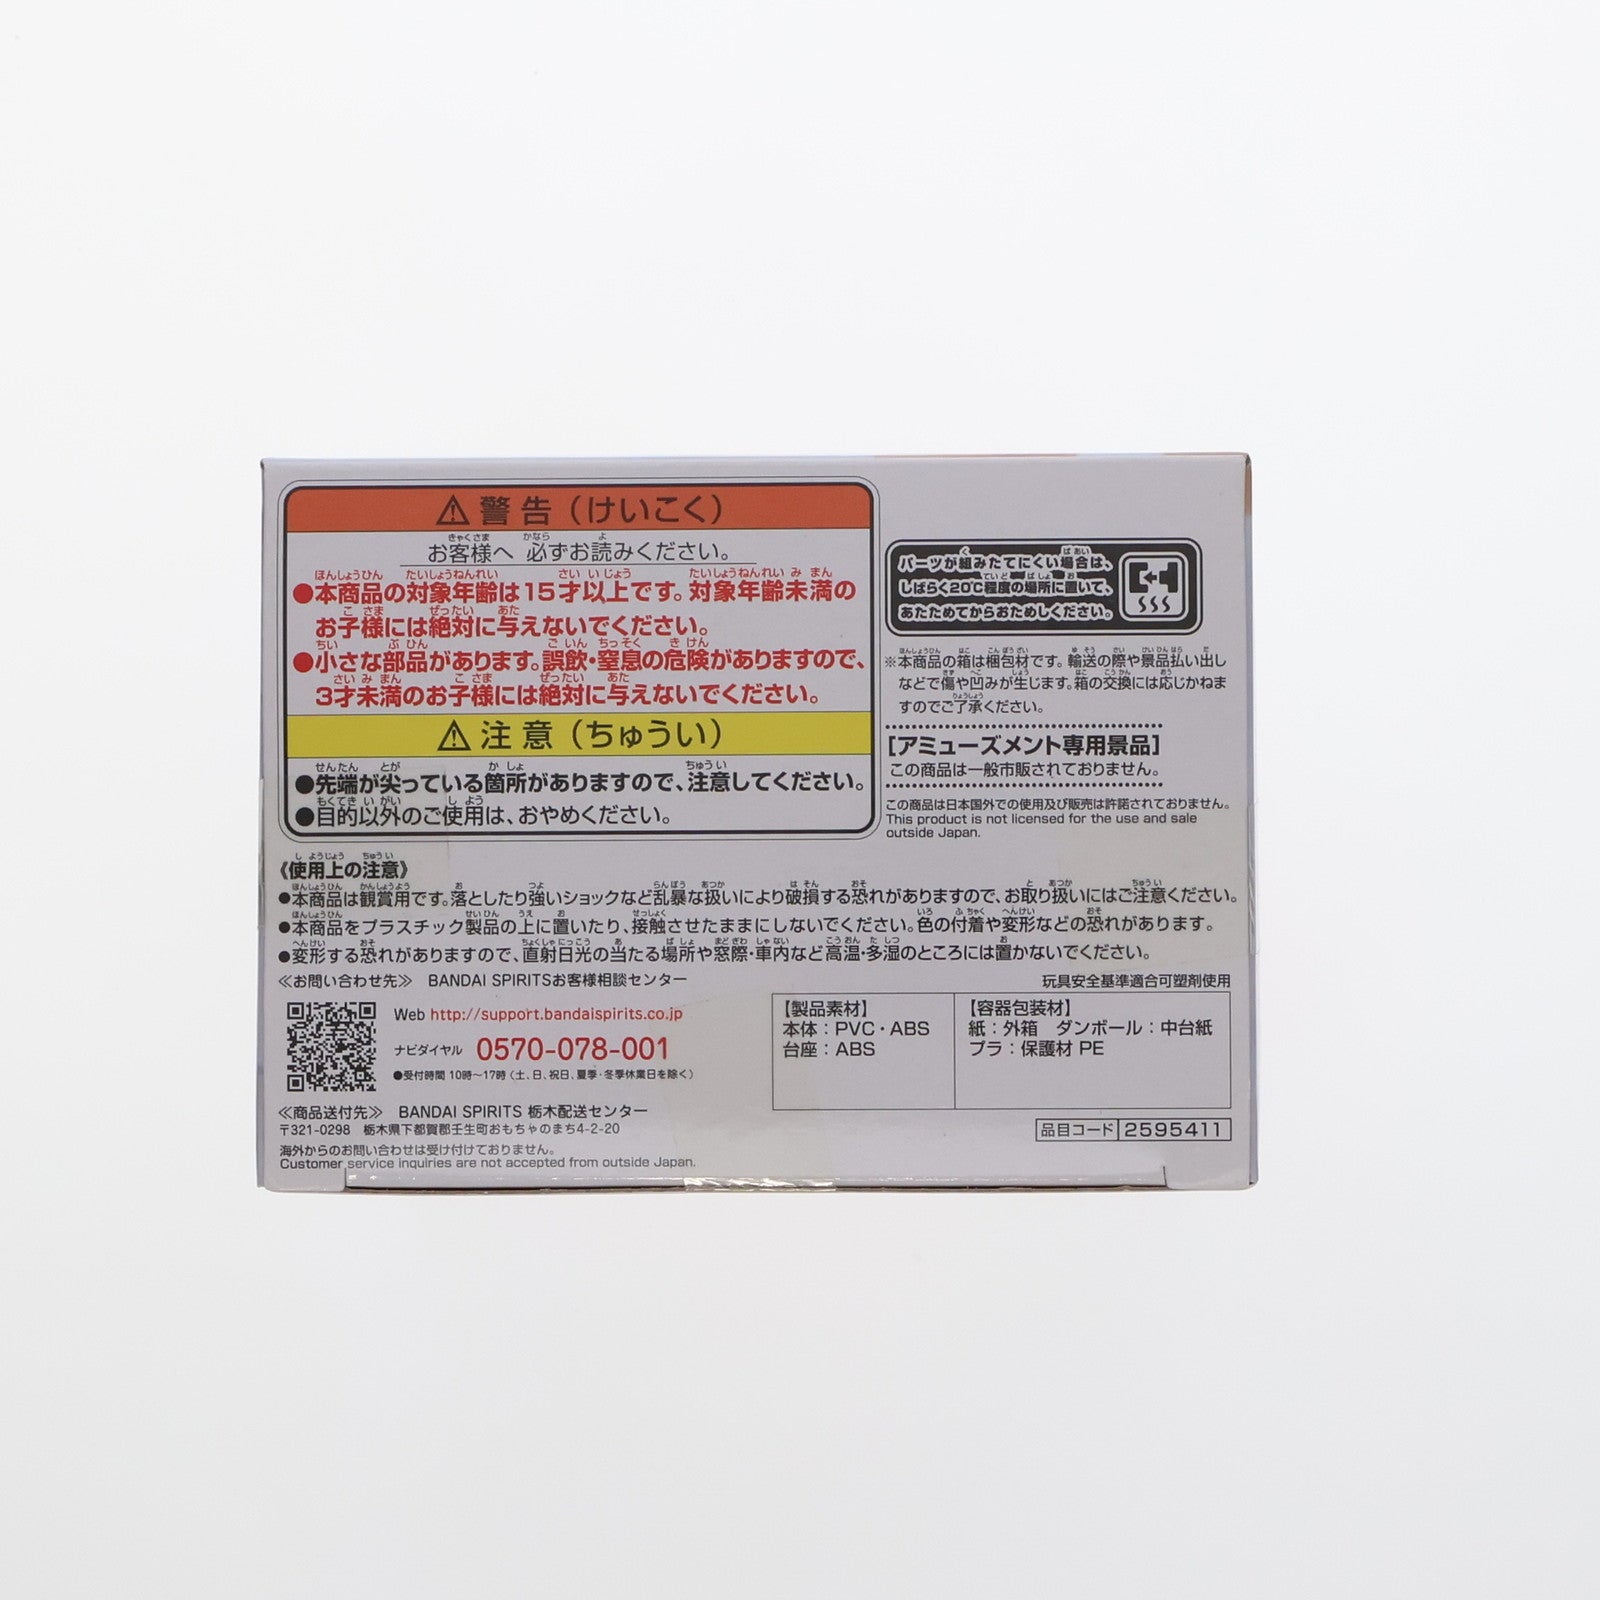 ⚠警告（けいこく）
お客様へ 必ずお読みください。
●本商品の対象年齢は15才以上です。対象年齢未満の
お子様には絶対に与えないでください。
●小さな部品があります。誤飲・窒息の危険がありますので、
3才未満のお子様には絶対に与えないでください。
⚠注意（ちゅうい）
●先端が尖っている箇所がありますので、注意してください。
●目的以外のご使用は、おやめください。
パーツが組みたてにくい場合は、
しばらく20℃程度の場所に置いて、
あたためてからおためしください。
※本商品の箱は梱包材です。輸送の際や景品払い出し
などで傷や凹みが生じます。箱の交換には応じかねま
すのでご了承ください。
[アミューズメント専用景品]
この商品は一般市販されておりません。
この商品は日本国外での使用及び販売は許諾されておりません。
This product is not licensed for the use and sale
outside Japan.
《使用上の注意》
●本商品は観賞用です。落としたり強いショックなど乱暴な扱いにより破損する恐れがありますので、お取り扱いにはご注意ください。
●本商品をプラスチック製品の上に置いたり、接触させたままにしないでください。色の付着や変形などの恐れがあります。
●変形する恐れがありますので、直射日光の当たる場所や窓際・車内など高温・多湿のところには置かないでください。
≪お問い合わせ先≫ BANDAI SPIRITSお客様相談センター
玩具安全基準適合可塑剤使用
Web http://support.bandaispirits.co.jp
ナビダイヤル 0570-078-001
●受付時間 10時～17時（土、日、祝日、夏季・冬季休業日を除く）
【製品素材】
本体：PVC・ABS
台座：ABS
【容器包装材】
紙：外箱 ダンボール：中台紙
プラ：保護材 PE
≪商品送付先≫ BANDAI SPIRITS 栃木配送センター
〒321-0298 栃木県下都賀郡壬生町おもちゃのまち4-2-20
品目コード 2595411
海外からのお問い合わせは受け付けておりません。
Customer service inquiries are not accepted from outside Japan.